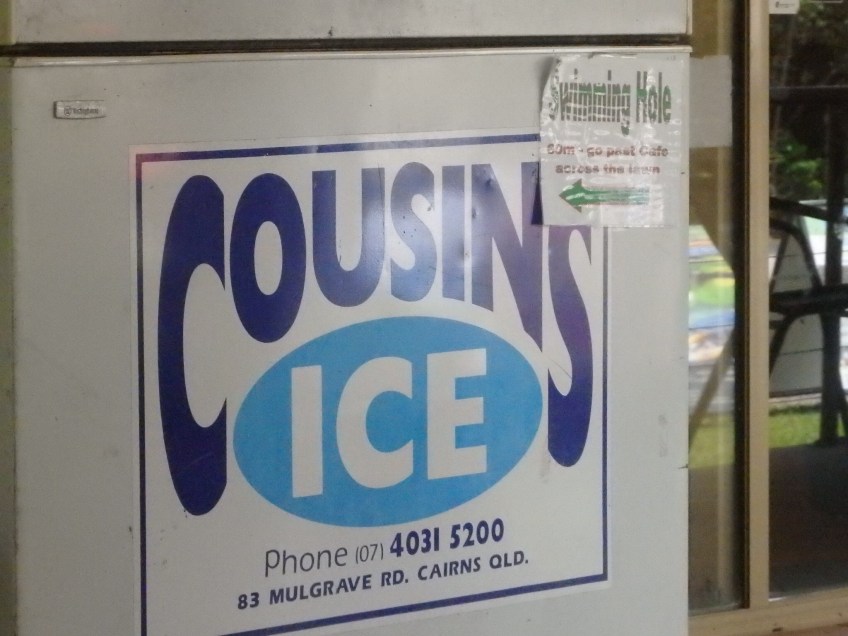 Swimming Hole
60m - go past Cafe
across the lawn
COUSINS
ICE
Phone (07) 4031 5200
83 MULGRAVE RD. CAIRNS QLD.